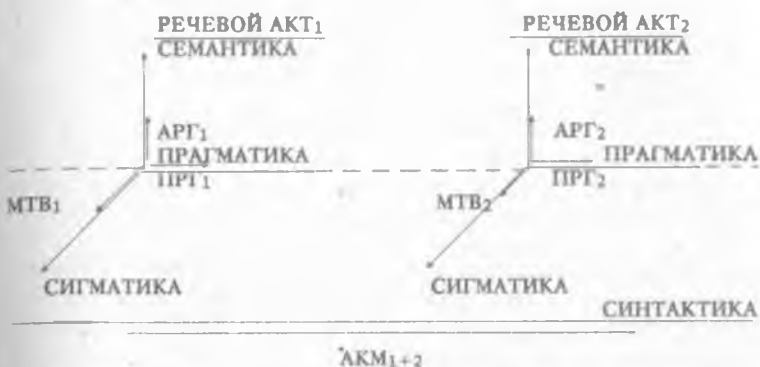 РЕЧЕВОЙ АКТ1 РЕЧЕВОЙ АКТ2
СЕМАНТИКА СЕМАНТИКА
АРГ1 АРГ2
ПРАГМАТИКА ПРАГМАТИКА
ПРГ1 ПРГ2
МТВ1 МТВ2
СИГМАТИКА СИГМАТИКА
СИНТАКТИКА
АКМ1+2